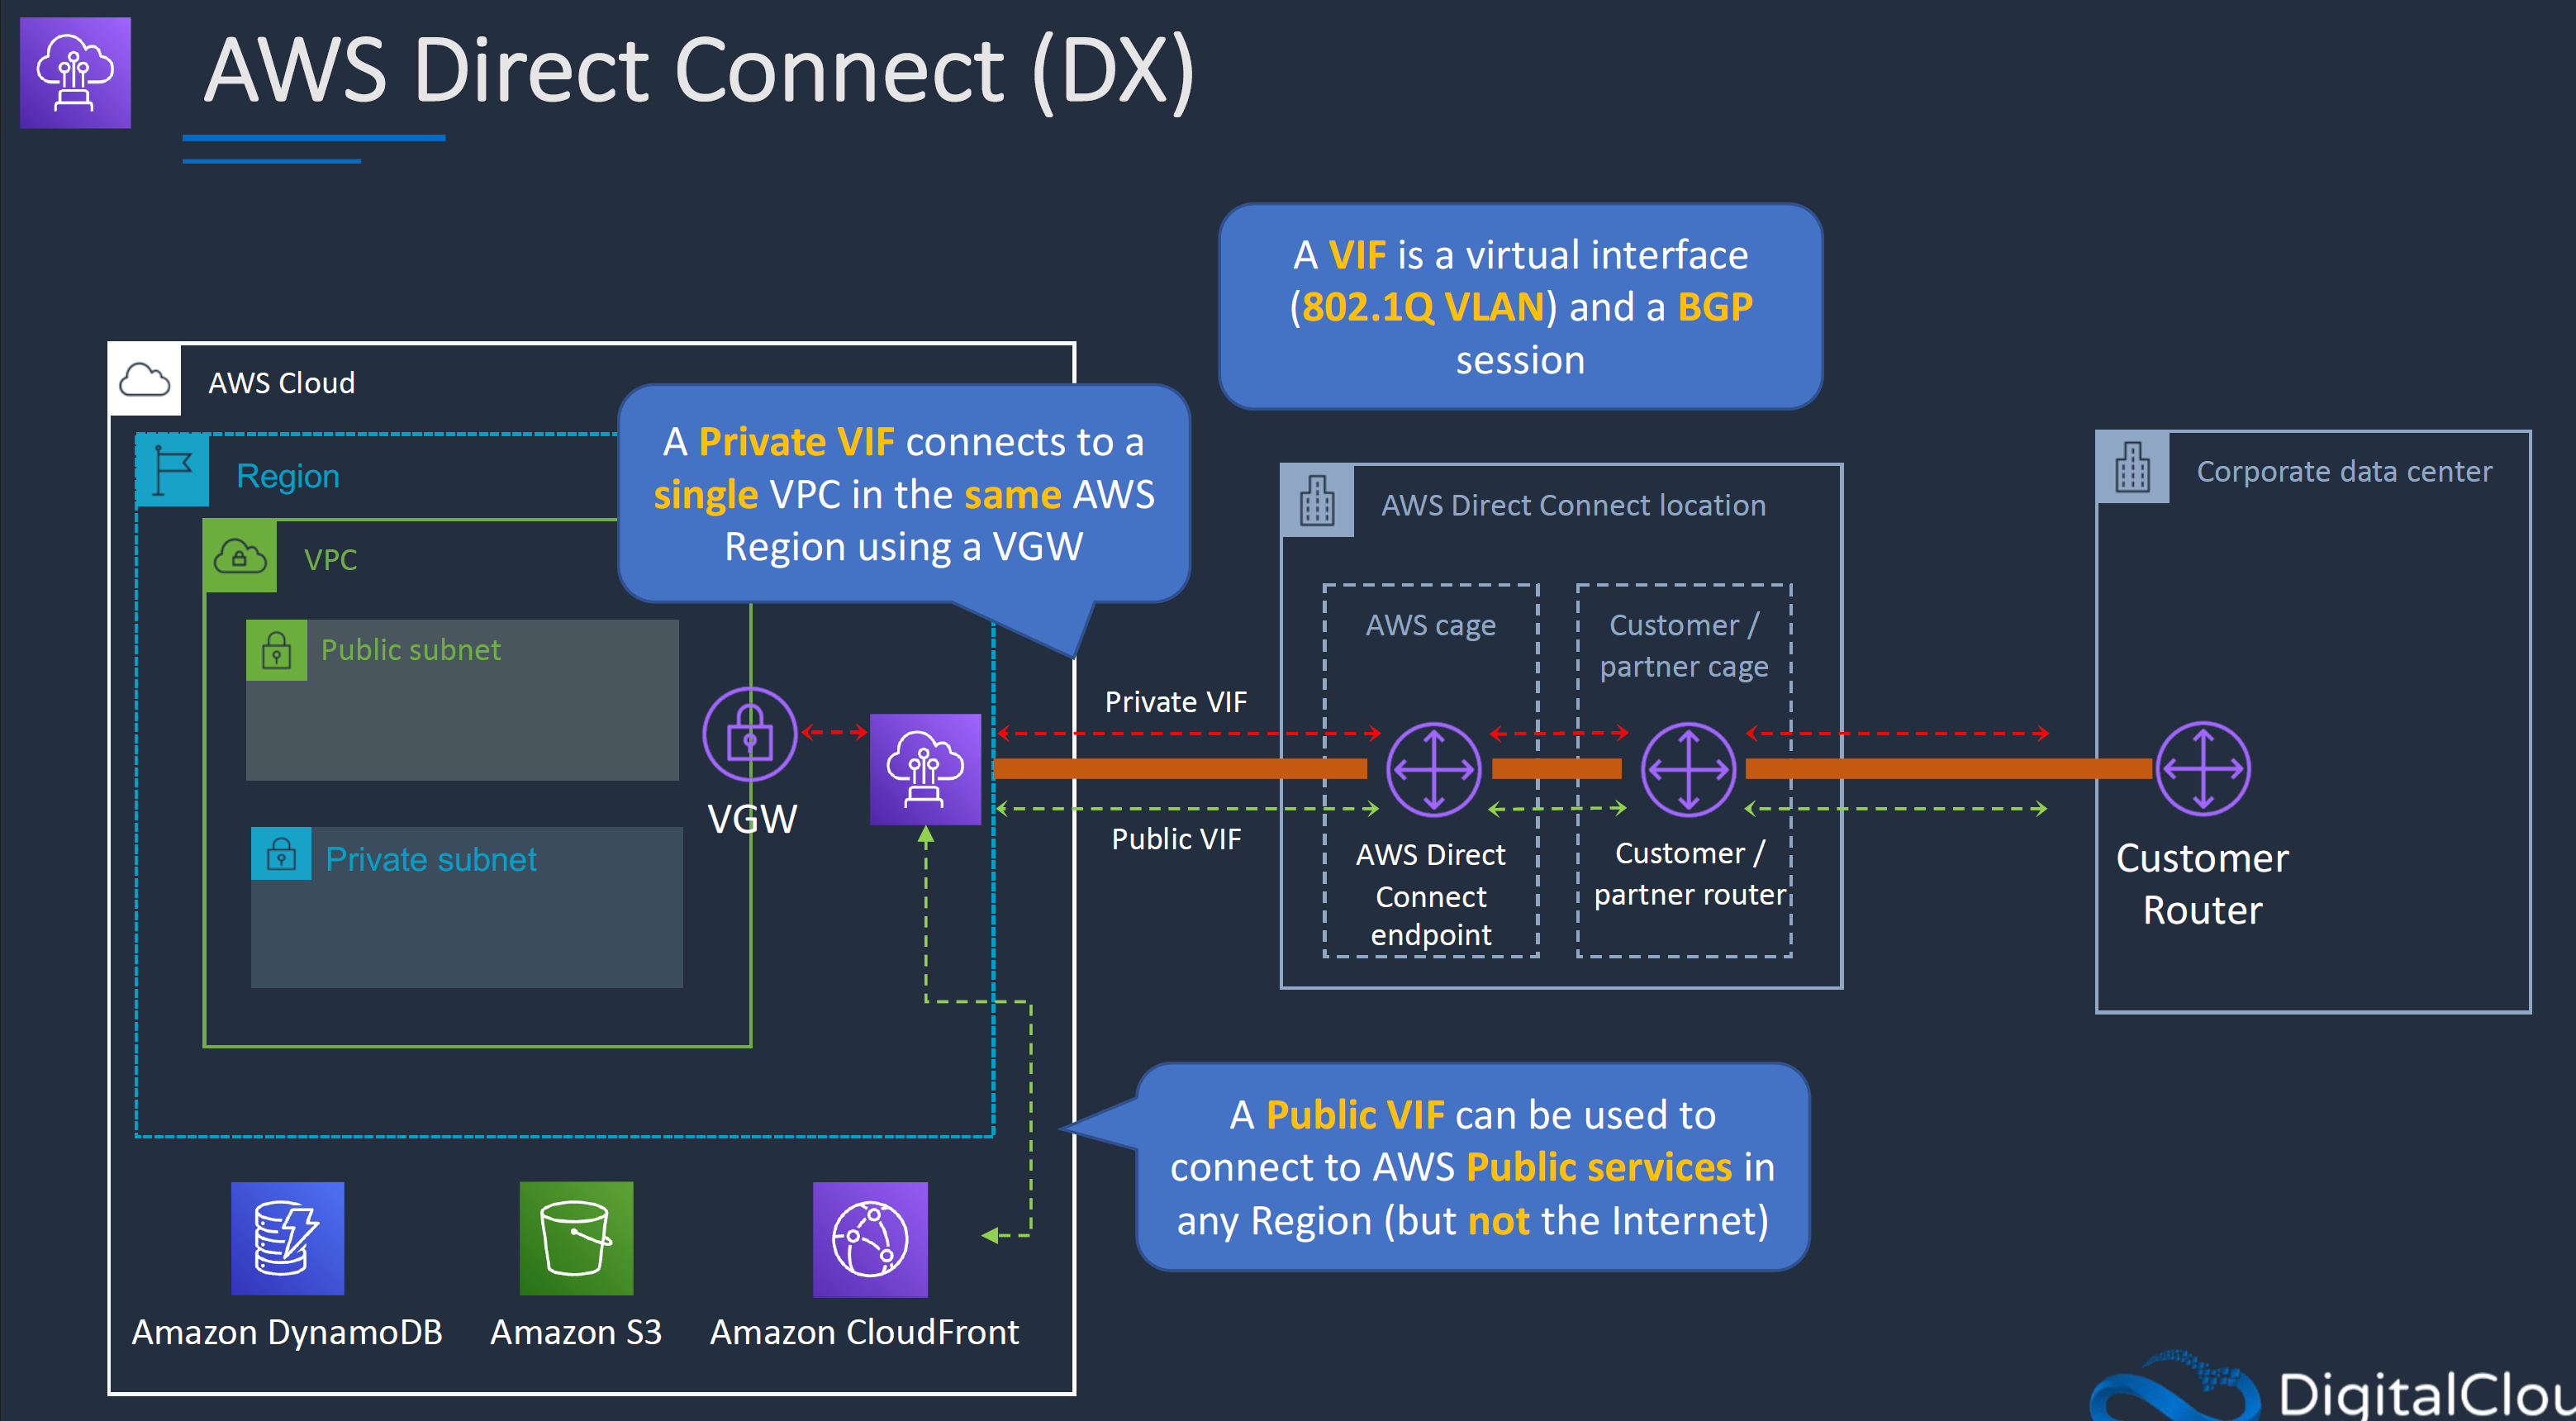 AWS Direct Connect (DX)
A VIF is a virtual interface
(802.1Q VLAN) and a BGP
session
AWS Cloud
A Private VIF connects to a
single VPC in the same AWS
Region using a VGW
Region
VPC
Public subnet
Private subnet
VGW
Private VIF
Public VIF
AWS Direct Connect location
AWS cage
Customer /
partner cage
AWS Direct
Connect
endpoint
Customer /
partner router
Corporate data center
Customer
Router
A Public VIF can be used to
connect to AWS Public services in
any Region (but not the Internet)
Amazon DynamoDB
Amazon S3
Amazon CloudFront
DigitalClou